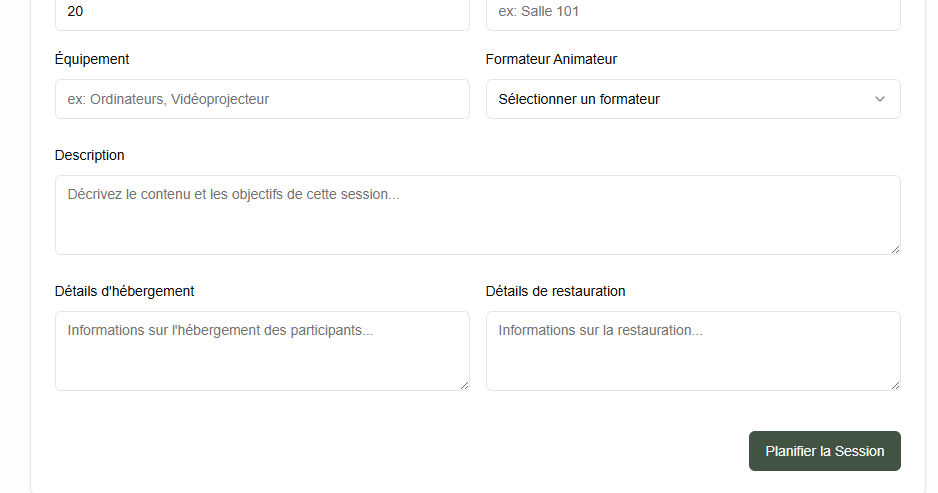 20
ex: Salle 101
Équipement
Formateur Animateur
ex: Ordinateurs, Vidéoprojecteur
Sélectionner un formateur
Description
Décrivez le contenu et les objectifs de cette session...
Détails d'hébergement
Détails de restauration
Informations sur l'hébergement des participants...
Informations sur la restauration...
Planifier la Session